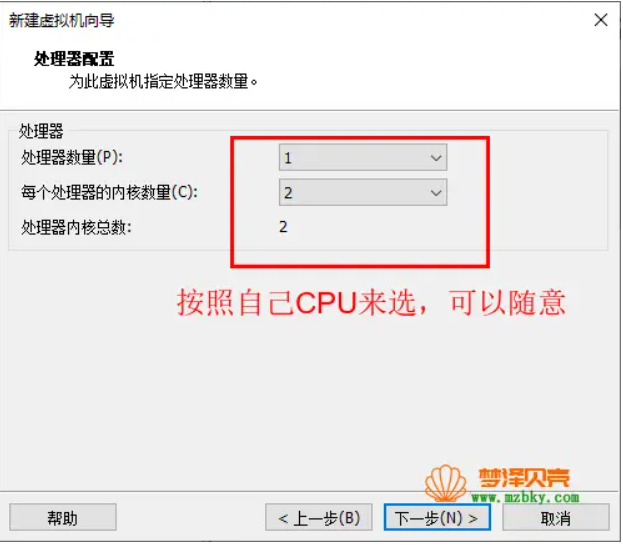 新建虚拟机向导
处理器配置
为此虚拟机指定处理器数量。
处理器
处理器数量(P): 1
每个处理器的内核数量(C): 2
处理器内核总数: 2
按照自己CPU来选，可以随意
梦泽贝壳
www.mzbky.com
帮助 < 上一步(B) 下一步(N) > 取消